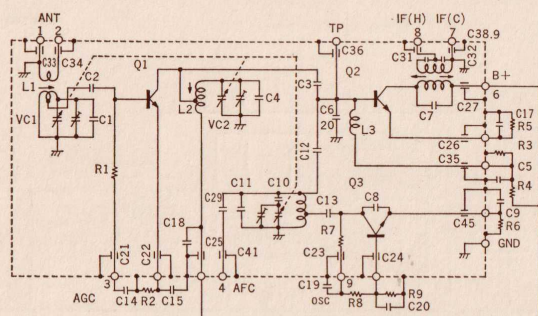 ANT
1 2
C33
C34
L1
VC1
C2
C1
Q1
L2
VC2
C4
TP
C36
Q2
C3
C6
20
L3
C12
IF(H) IF(C)
8 7
C31
C32
C38.9
C7
C27
B+
6
C17
R5
C26
R3
C35
C5
R4
Q3
C8
C9
C45
R6
GND
R1
C18
C29
C11
C10
C13
R7
C21
C22
C25
C41
C23
C24
3
4
AGC
C14
R2
C15
AFC
C19
OSC
9
R8
R9
C20